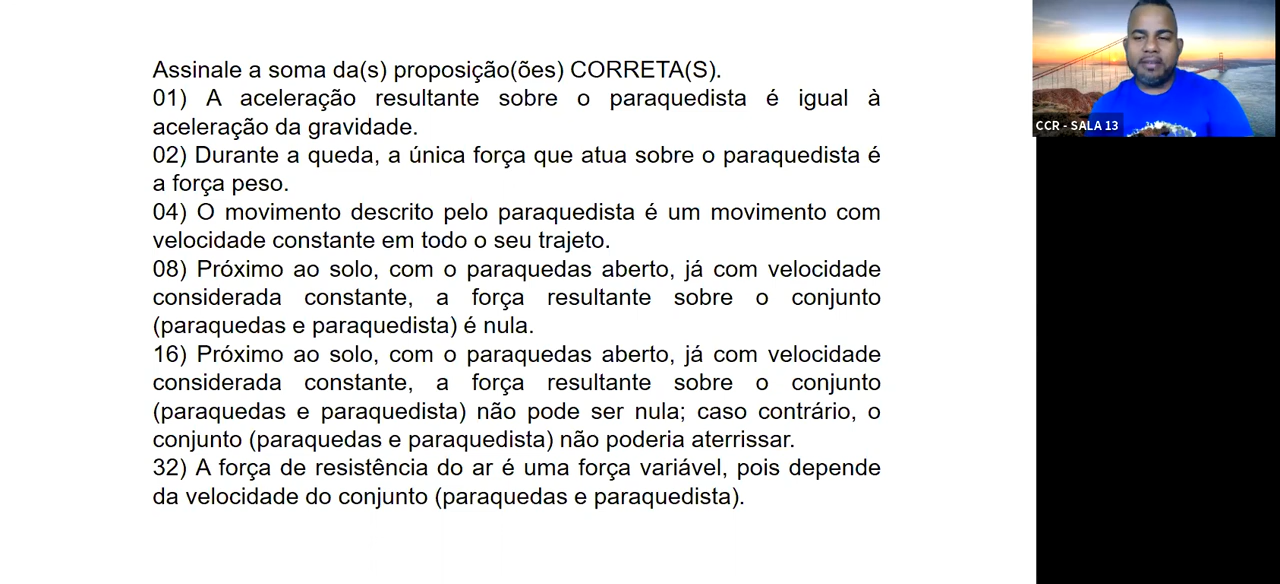 Assinale a soma da(s) proposição(ões) CORRETA(S).
01) A aceleração resultante sobre o paraquedista é igual à
aceleração da gravidade.
02) Durante a queda, a única força que atua sobre o paraquedista é
a força peso.
04) O movimento descrito pelo paraquedista é um movimento com
velocidade constante em todo o seu trajeto.
08) Próximo ao solo, com o paraquedas aberto, já com velocidade
considerada constante, a força resultante sobre o conjunto
(paraquedas e paraquedista) é nula.
16) Próximo ao solo, com o paraquedas aberto, já com velocidade
considerada constante, a força resultante sobre o conjunto
(paraquedas e paraquedista) não pode ser nula; caso contrário, o
conjunto (paraquedas e paraquedista) não poderia aterrissar.
32) A força de resistência do ar é uma força variável, pois depende
da velocidade do conjunto (paraquedas e paraquedista).
CCR - SALA 13